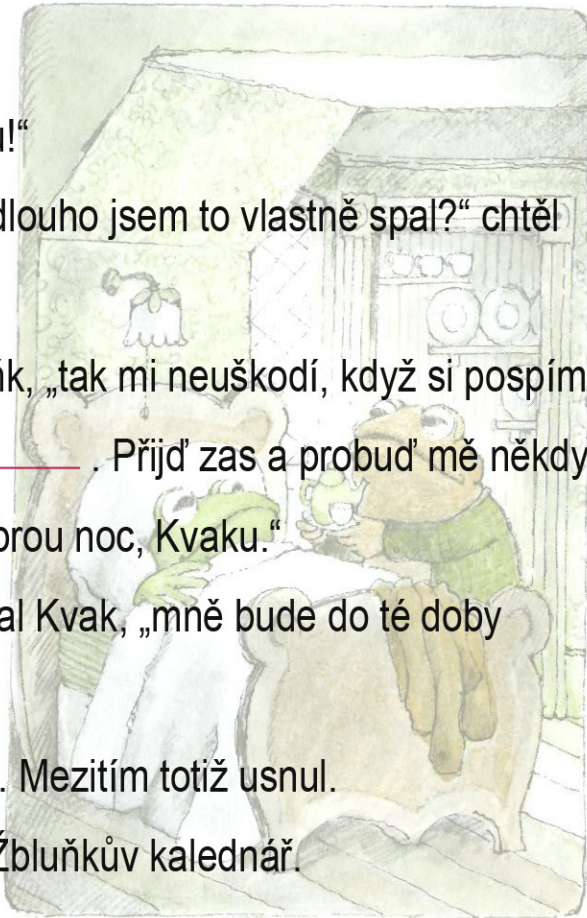 u!“
dlouho jsem to vlastně spal?“ chtěl
ňk, „tak mi neuškodí, když si pospím
. Přijď zas a probuď mě někdy
brou noc, Kvaku.“
al Kvak, „mně bude do té doby
. Mezitím totiž usnul.
Žbluňkův kalednář.